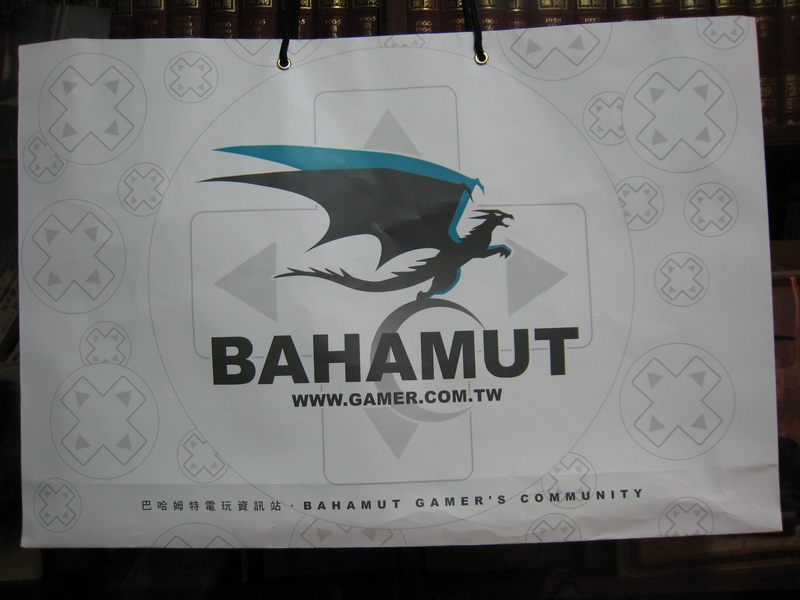 BAHAMUT
WWW.GAMER.COM.TW
巴哈姆特電玩資訊站 · BAHAMUT GAMER'S COMMUNITY